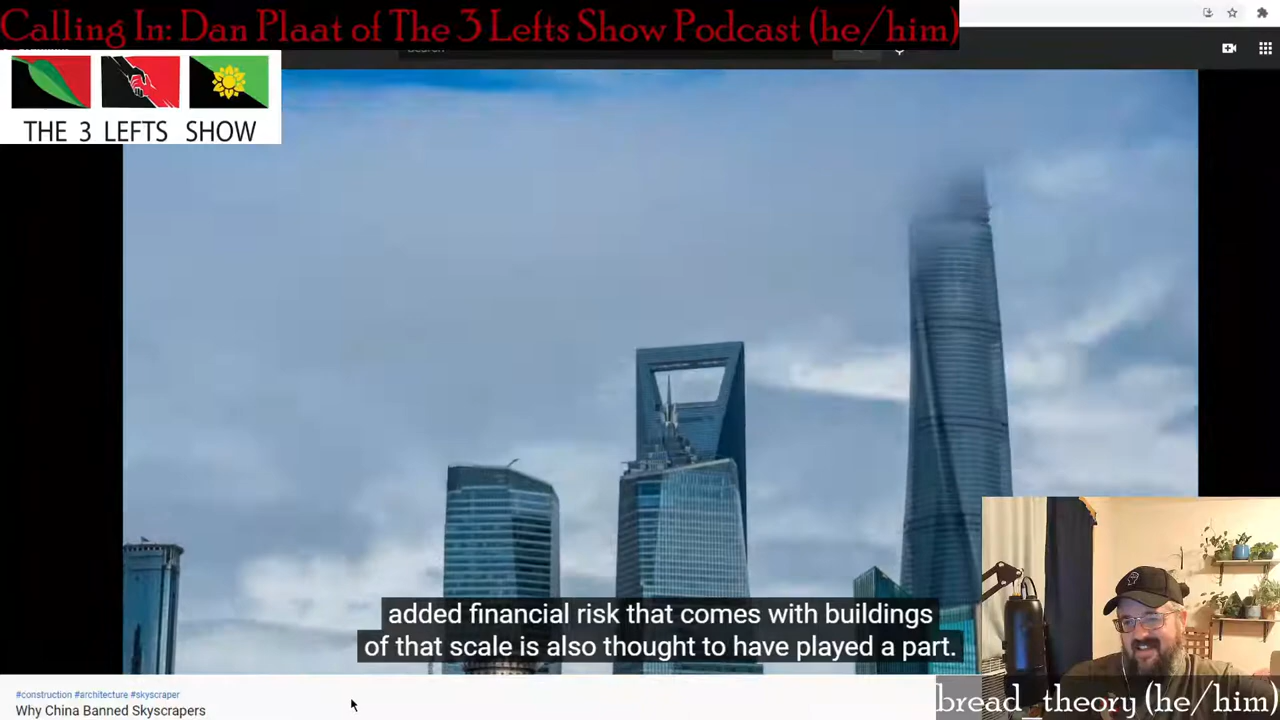 Calling In: Dan Plaat of The 3 Lefts Show Podcast (he/him)
THE 3 LEFTS SHOW
added financial risk that comes with buildings
of that scale is also thought to have played a part.
#construction #architecture #skyscraper
Why China Banned Skyscrapers
bread_theory (he/him)